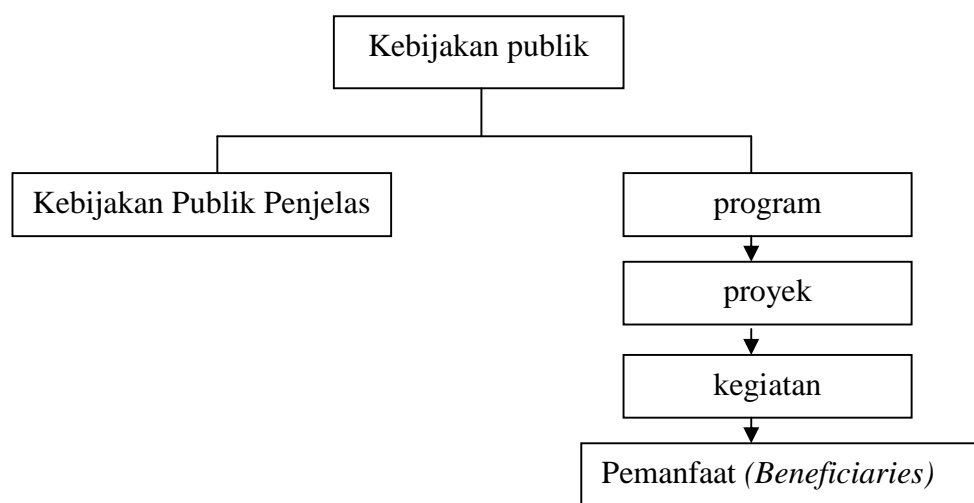 Kebijakan publik
Kebijakan Publik Penjelas
program
proyek
kegiatan
Pemanfaat (Beneficiaries)